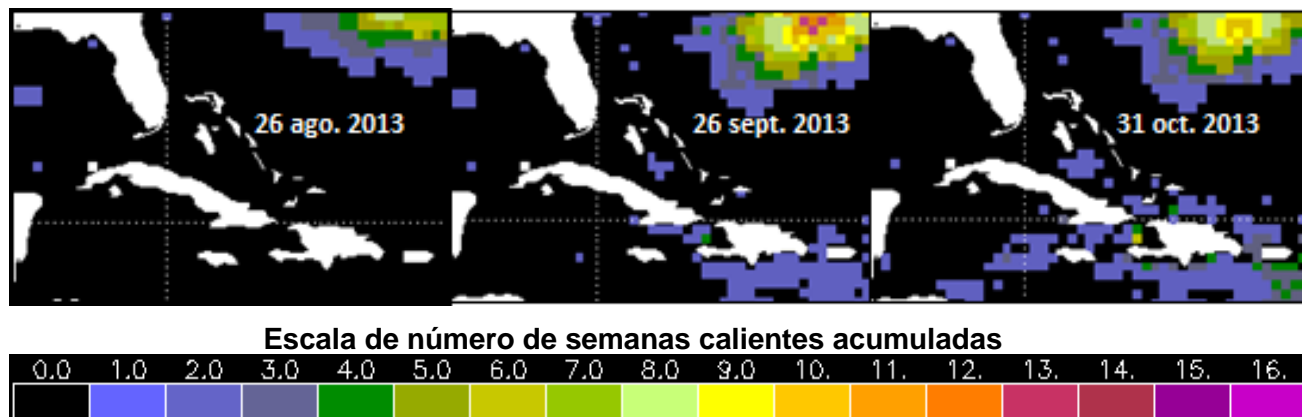 26 ago. 2013 26 sept. 2013 31 oct. 2013
Escala de número de semanas calientes acumuladas
0.0 1.0 2.0 3.0 4.0 5.0 6.0 7.0 8.0 9.0 10. 11. 12. 13. 14. 15. 16.